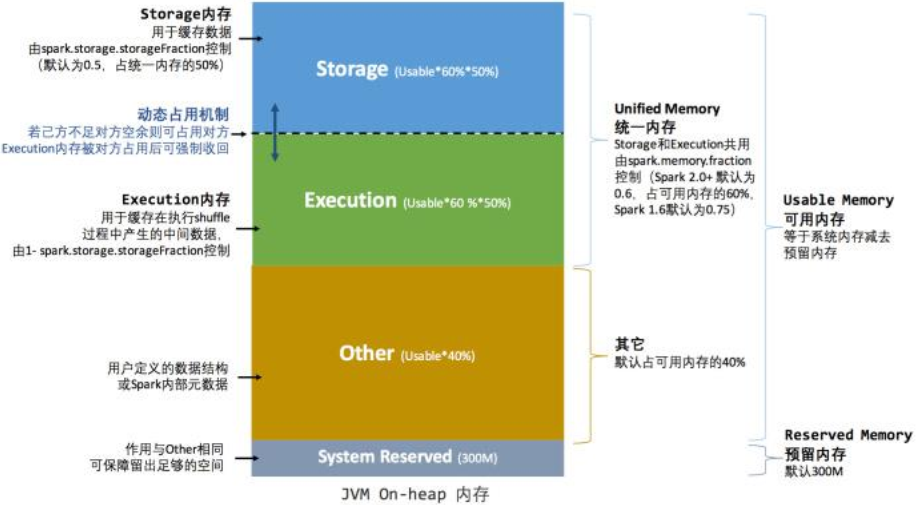 Storage内存
用于缓存数据
由spark.storage.storageFraction控制
（默认为0.5，占统一内存的50%）
动态占用机制
若己方不足对方空余则可占用对方
Execution内存被对方占用后可强制收回
Execution内存
用于缓存在执行shuffle
过程中产生的中间数据，
由1- spark.storage.storageFraction控制
用户定义的数据结构
或Spark内部元数据
作用与Other相同
可保障留出足够的空间
Storage (Usable*60%*50%)
Execution (Usable*60 %*50%)
Other (Usable*40%)
System Reserved (300M)
JVM On-heap 内存
Unified Memory
统一内存
Storage和Execution共用
由spark.memory.fraction
控制（Spark 2.0+ 默认为
0.6，占可用内存的60%，
Spark 1.6默认为0.75）
其它
默认占可用内存的40%
Usable Memory
可用内存
等于系统内存减去
预留内存
Reserved Memory
预留内存
默认300M